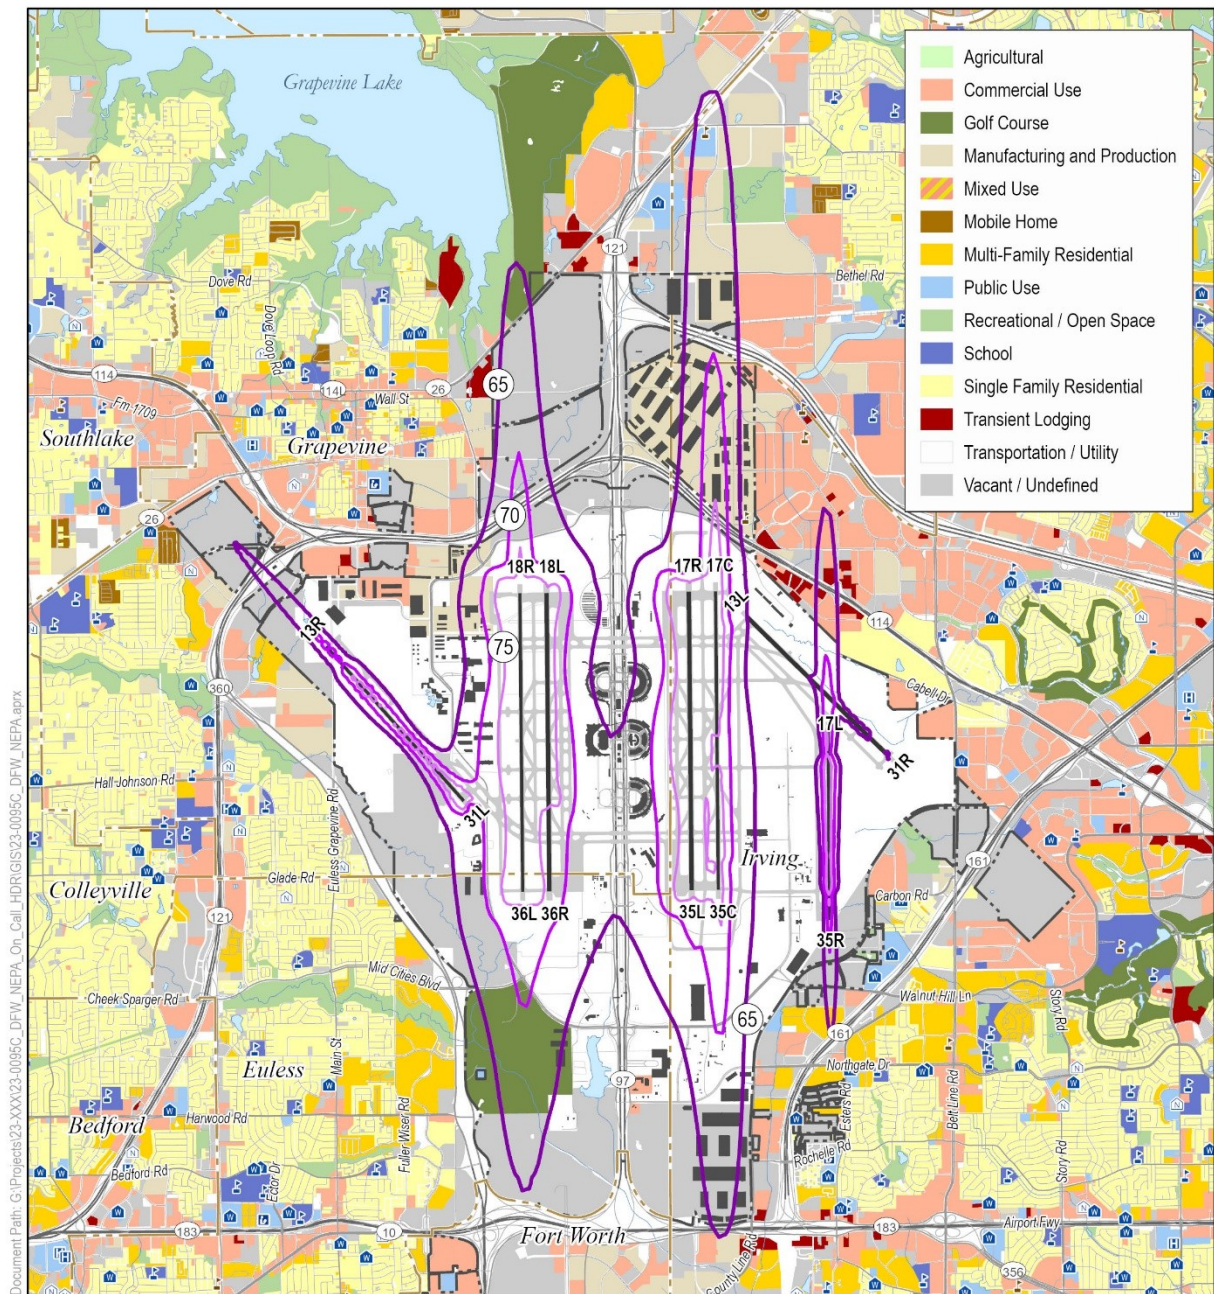 Grapevine Lake
Agricultural
Commercial Use
Golf Course
Manufacturing and Production
Mixed Use
Mobile Home
Multi-Family Residential
Public Use
Recreational / Open Space
School
Single Family Residential
Transient Lodging
Transportation / Utility
Vacant / Undefined
W
121
Bethel Rd
Dove Rd
Dove Loop Rd
N
114
114L
26
65
Wall St
Fm-1709
Southlake
Grapevine
H
26
70
18R 18L
17R 17C
13L
13R
75
114
360
Cabell Dr
17L
31R
Hall-Johnson Rd
Euless Grapevine Rd
31L
161
Irving
Colleyville
Glade Rd
Carbon Rd
121
36L 36R
35L 35C
35R
Mid Cities Blvd
Cheek Sparger Rd
Walnut Hill Ln
Story Rd
65
161
Main St
Euless
97
Northgate Dr
Belt Line Rd
Esters Rd
Bedford
Harwood Rd
Fuller Wiser Rd
Rochelle Rd
Story Rd
Bedford Rd
Ector Dr
183
10
Fort Worth
183
Airport Fwy
County Line Rd
356
Document Path: G:\Projects\23-XXX\23-0095C_DFW_NEPA_On_Call_HDR\GIS\23-0095C_DFW_NEPA.aprx